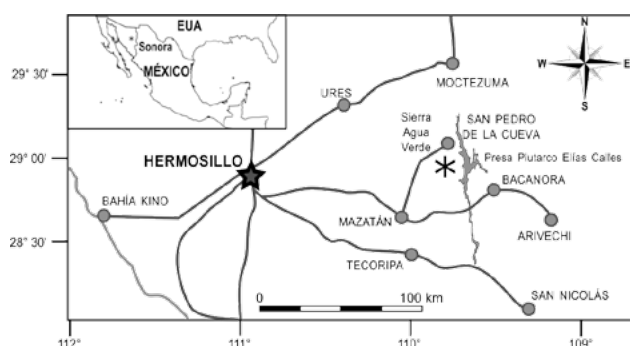 EUA
Sonora
MÉXICO
N
W
E
S
29° 30'
29° 00'
28° 30'
MOCTEZUMA
URES
Sierra
Agua
Verde
SAN PEDRO
DE LA CUEVA
HERMOSILLO
Presa Plutarco Elías Calles
BACANORA
BAHÍA KINO
MAZATÁN
ARIVECHI
TECORIPA
0
100 km
SAN NICOLÁS
112°
111°
110°
109°